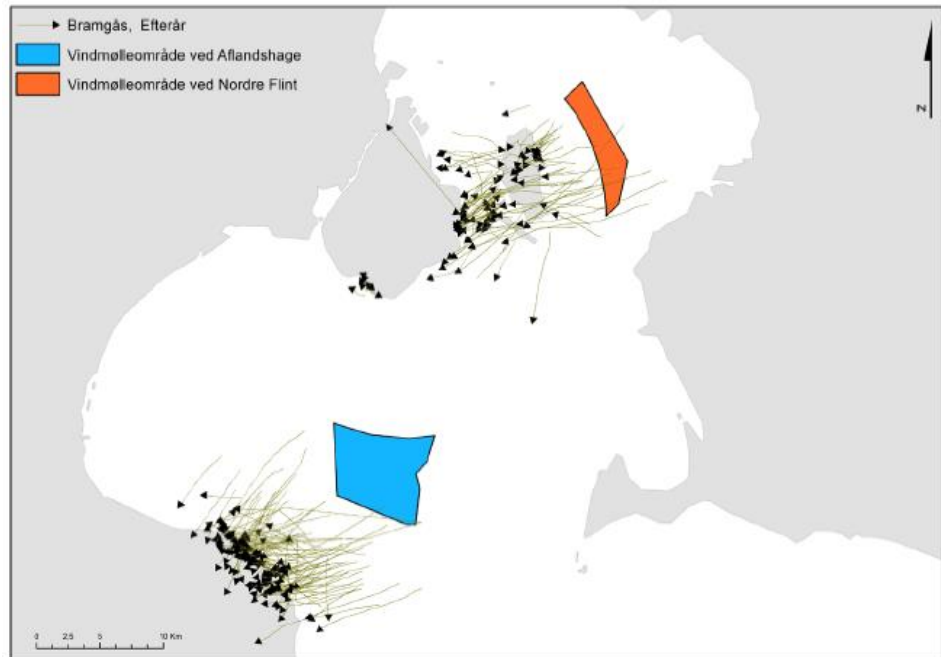 Bramgås, Efterår
Vindmølleområde ved Aflandshage
Vindmølleområde ved Nordre Flint
N
0 2.5 5 10 Km